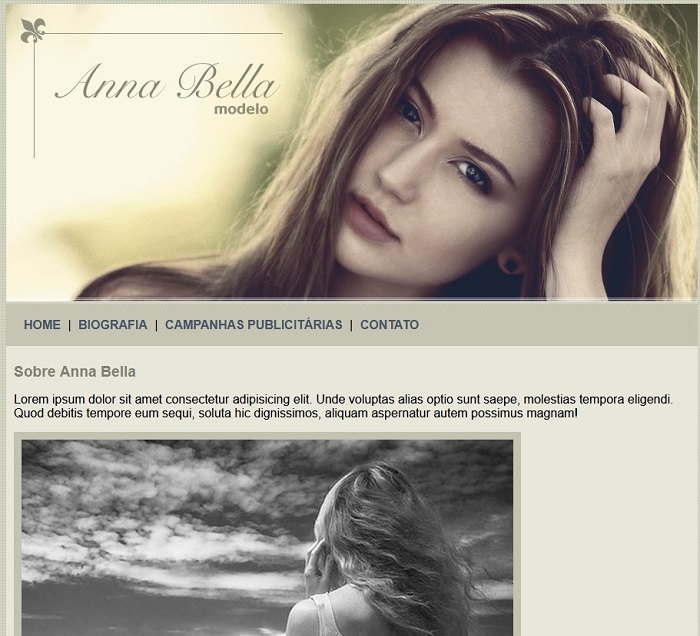 Anna Bella
modelo
HOME | BIOGRAFIA | CAMPANHAS PUBLICITÁRIAS | CONTATO
Sobre Anna Bella
Lorem ipsum dolor sit amet consectetur adipisicing elit. Unde voluptas alias optio sunt saepe, molestias tempora eligendi.
Quod debitis tempore eum sequi, soluta hic dignissimos, aliquam aspernatur autem possimus magnam!